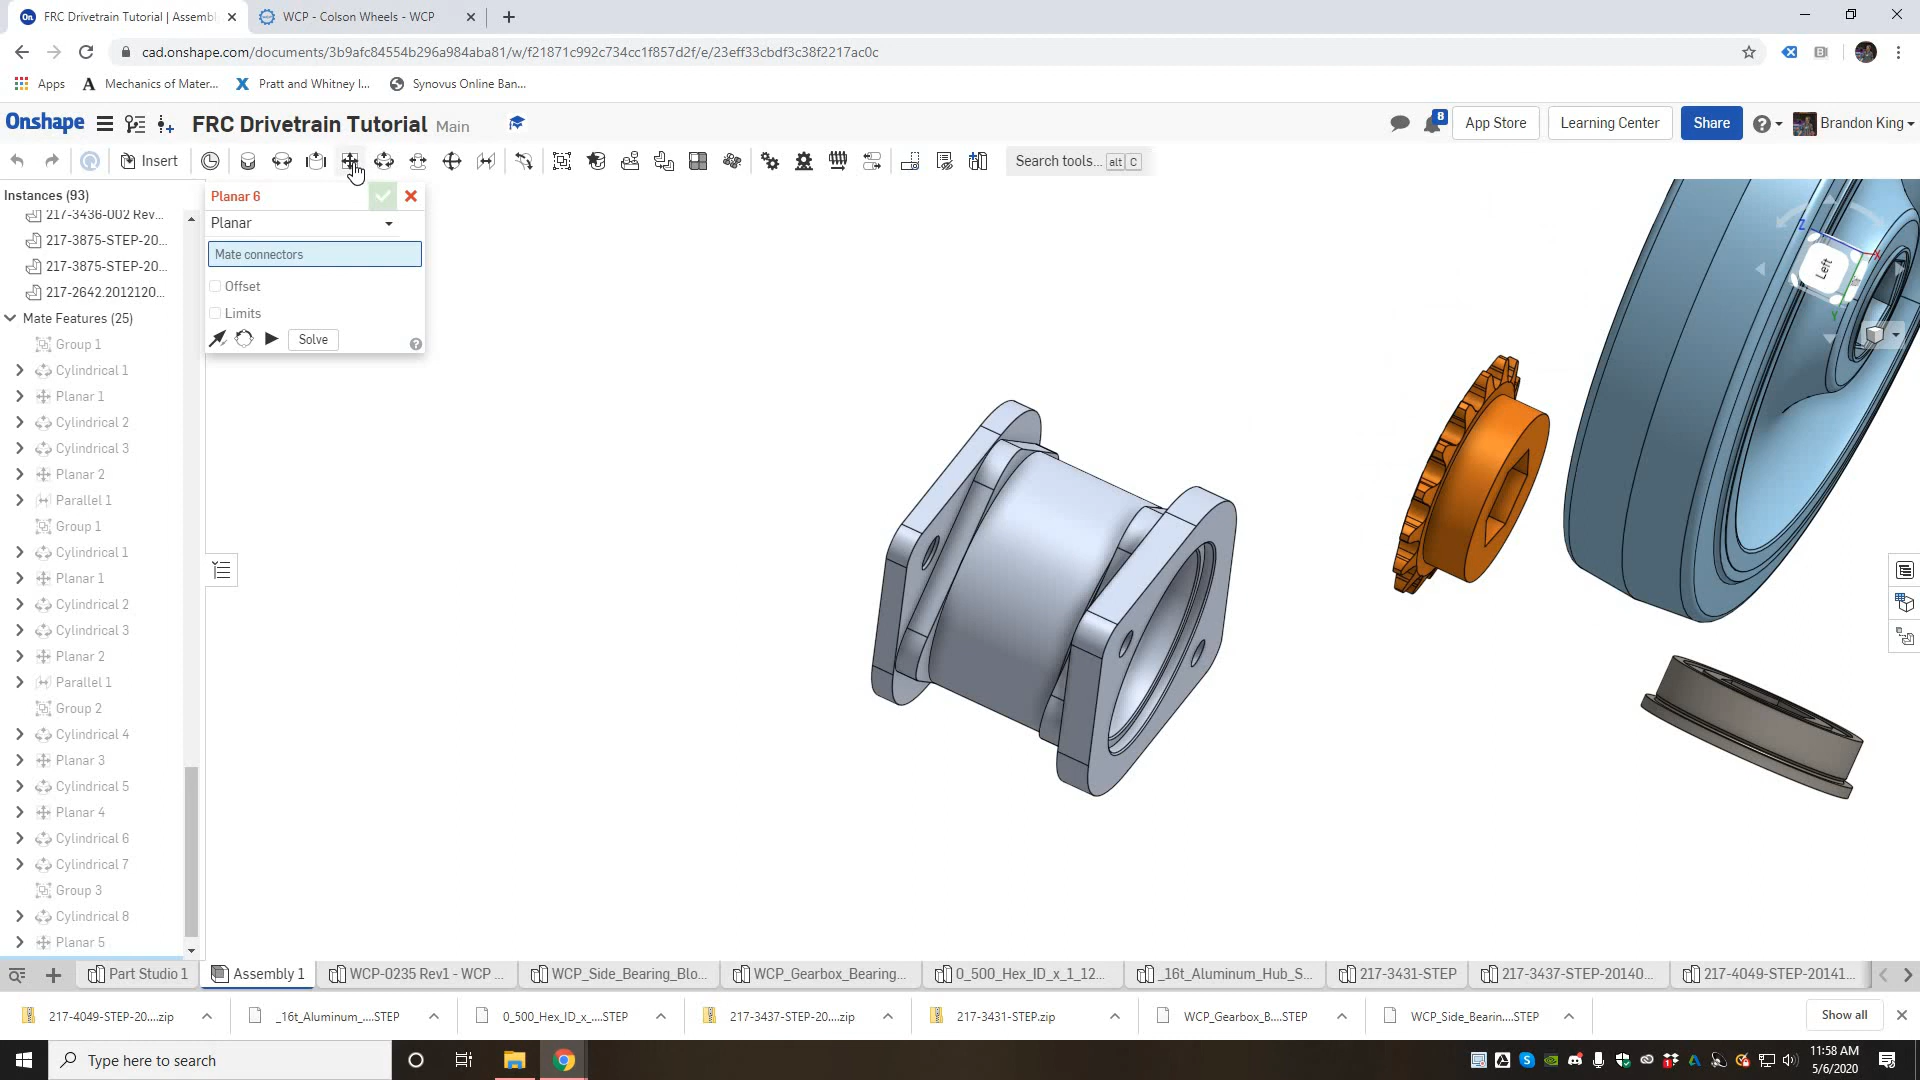 FRC Drivetrain Tutorial | Assembl
WCP - Colson Wheels - WCP
cad.onshape.com/documents/3b9afc84554b296a984aba81/w/f21871c992c734cc1f857d2f/e/23eff33cbdf3c38f2217ac0c
Apps
Mechanics of Mater...
Pratt and Whitney I...
Synovus Online Ban...
Onshape
FRC Drivetrain Tutorial Main
8
App Store
Learning Center
Share
Brandon King
Insert
Search tools... alt C
Instances (93)
217-3436-002 Rev...
217-3875-STEP-20...
217-3875-STEP-20...
217-2642.2012120...
Mate Features (25)
Group 1
Cylindrical 1
Planar 1
Cylindrical 2
Cylindrical 3
Planar 2
Parallel 1
Group 1
Cylindrical 1
Planar 1
Cylindrical 2
Cylindrical 3
Planar 2
Parallel 1
Group 2
Cylindrical 4
Planar 3
Cylindrical 5
Planar 4
Cylindrical 6
Cylindrical 7
Group 3
Cylindrical 8
Planar 5
Planar 6
Planar
Mate connectors
Offset
Limits
Solve
Z
X
Left
Y
Part Studio 1
Assembly 1
WCP-0235 Rev1 - WCP ...
WCP_Side_Bearing_Blo...
WCP_Gearbox_Bearing...
0_500_Hex_ID_x_1_12...
_16t_Aluminum_Hub_S...
217-3431-STEP
217-3437-STEP-20140...
217-4049-STEP-20141...
217-4049-STEP-20....zip
_16t_Aluminum_....STEP
0_500_Hex_ID_x_....STEP
217-3437-STEP-20....zip
217-3431-STEP.zip
WCP_Gearbox_B....STEP
WCP_Side_Bearin....STEP
Show all
Type here to search
11:58 AM
5/6/2020